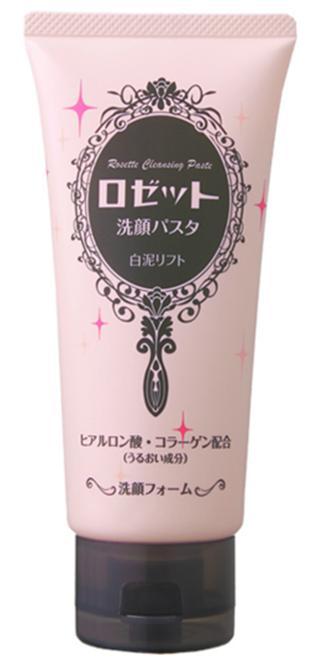 Rosette Cleansing Paste
ロゼット
洗顔パスタ
白泥リフト
ヒアルロン酸・コラーゲン配合
(うるおい成分)
洗顔フォーム